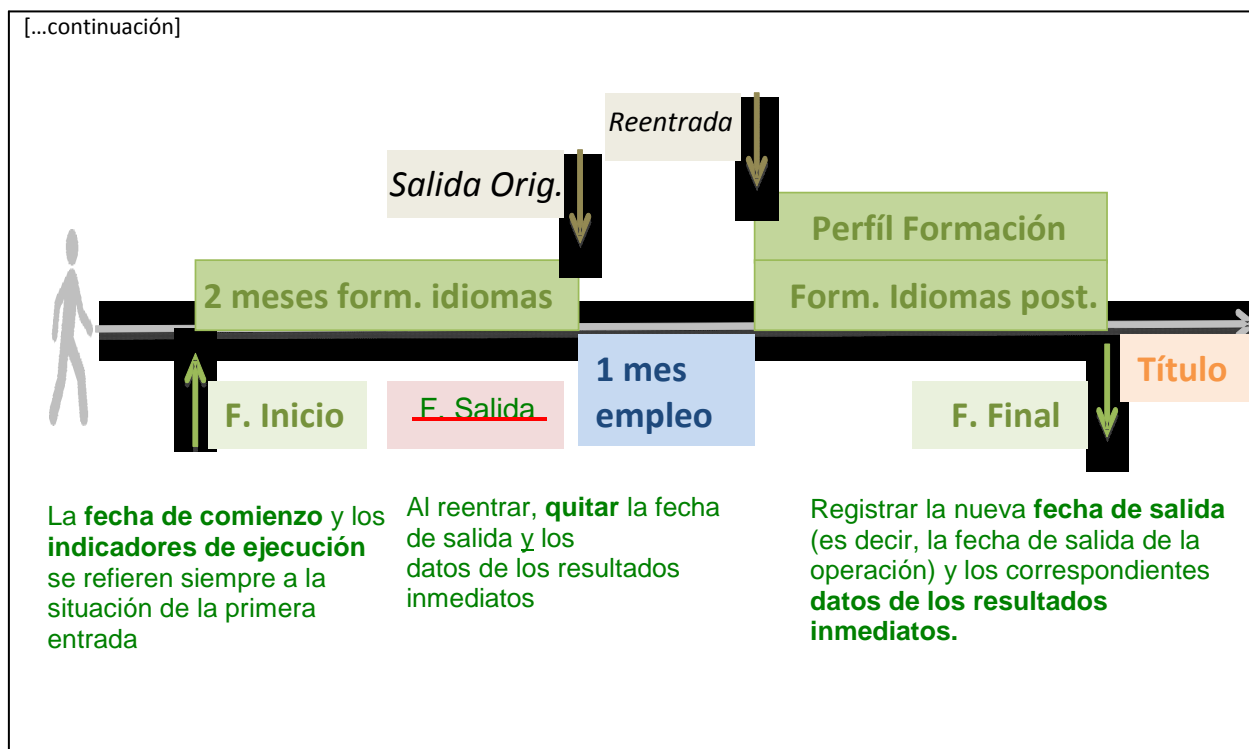 […continuación]
Reentrada
Salida Orig.
Perfíl Formación
2 meses form. idiomas
Form. Idiomas post.
F. Inicio
F. Salida
1 mes
empleo
F. Final
Título
La fecha de comienzo y los
indicadores de ejecución
se refieren siempre a la
situación de la primera
entrada
Al reentrar, quitar la fecha
de salida y los
datos de los resultados
inmediatos
Registrar la nueva fecha de salida
(es decir, la fecha de salida de la
operación) y los correspondientes
datos de los resultados
inmediatos.